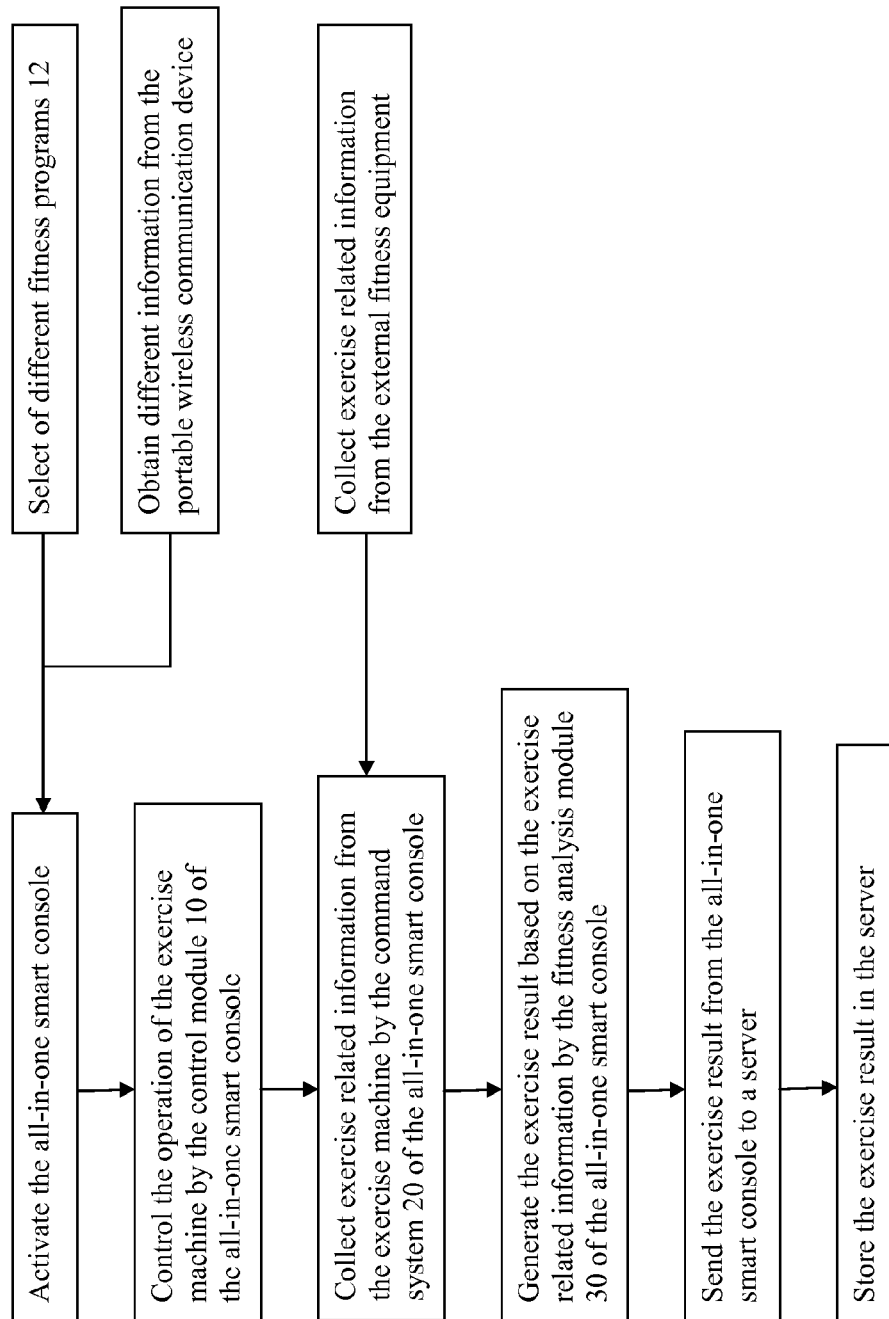 Select of different fitness programs 12
Obtain different information from the
portable wireless communication device
Collect exercise related information
from the external fitness equipment
Activate the all-in-one smart console
Control the operation of the exercise
machine by the control module 10 of
the all-in-one smart console
Collect exercise related information from
the exercise machine by the command
system 20 of the all-in-one smart console
Generate the exercise result based on the exercise
related information by the fitness analysis module
30 of the all-in-one smart console
Send the exercise result from the all-in-one
smart console to a server
Store the exercise result in the server